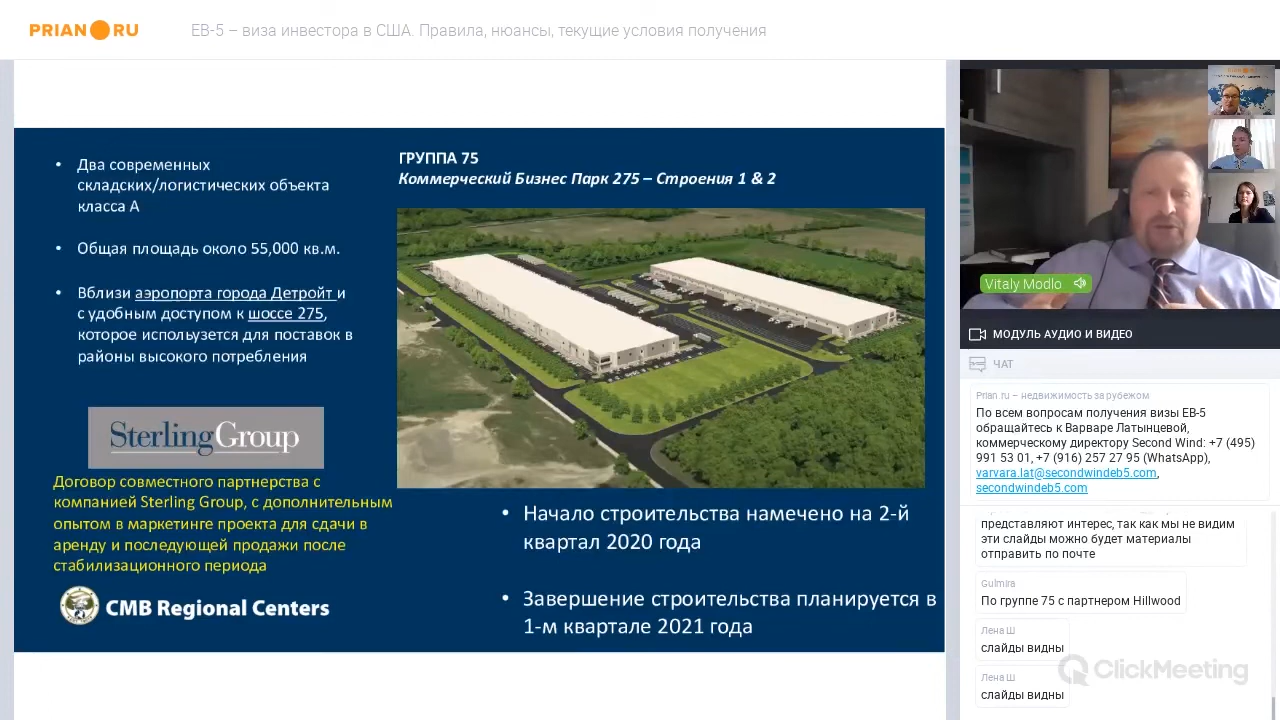 PRIAN RU
EB-5 – виза инвестора в США. Правила, нюансы, текущие условия получения
• Два современных
складских/логистических объекта
класса А
• Общая площадь около 55,000 кв.м.
• Вблизи аэропорта города Детройт и
с удобным доступом к шоссе 275,
которое используется для поставок в
районы высокого потребления
SterlingGroup
Договор совместного партнерства с
компанией Sterling Group, с дополнительным
опытом в маркетинге проекта для сдачи в
аренду и последующей продажи после
стабилизационного периода
CMB Regional Centers
ГРУППА 75
Коммерческий Бизнес Парк 275 – Строения 1 & 2
• Начало строительства намечено на 2-й
квартал 2020 года
• Завершение строительства планируется в
1-м квартале 2021 года
Vitaly Modlo
МОДУЛЬ АУДИО И ВИДЕО
ЧАТ
Prian.ru – недвижимость за рубежом
По всем вопросам получения визы EB-5
обращайтесь к Варваре Латынцевой,
коммерческому директору Second Wind: +7 (495)
991 53 01, +7 (916) 257 27 95 (WhatsApp),
varvara.lat@secondwindeb5.com,
secondwindeb5.com
представляют интерес, так как мы не видим
эти слайды можно будет материалы
отправить по почте
Gulmira
По группе 75 с партнером Hillwood
Лена Ш
слайды видны
Лена Ш
слайды видны
ClickMeeting